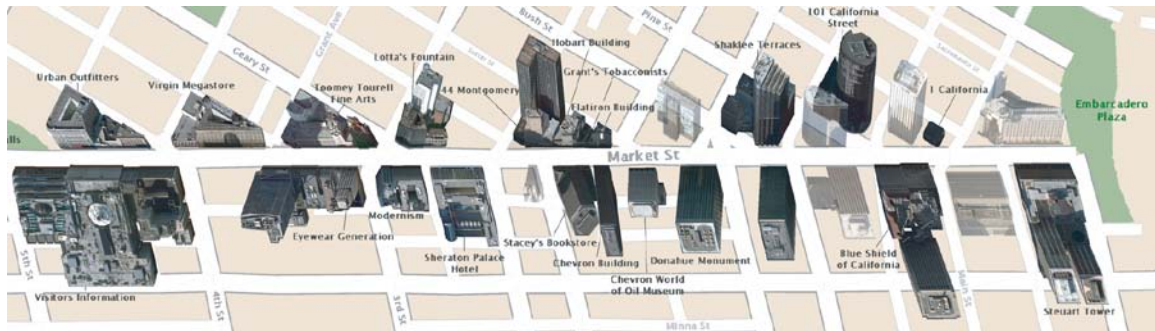 Bush St
Pine St
101 California
Street
Grant Ave
Geary St
Hobart Building
Shaklee Terraces
Lotta's Fountain
Urban Outfitters
Virgin Megastore
Toomey Tourell
Fine Arts
44 Montgomery
Grant's Tobacconists
Flatiron Building
1 California
Embarcadero
Plaza
alls
Market St
Modernism
Eyewear Generation
Stacey's Bookstore
Sheraton Palace
Hotel
Chevron Building
Donahue Monument
Blue Shield
of California
Chevron World
of Oil Museum
5th St
Visitors Information
4th St
3rd St
Main St
Steuart Tower
Minna St